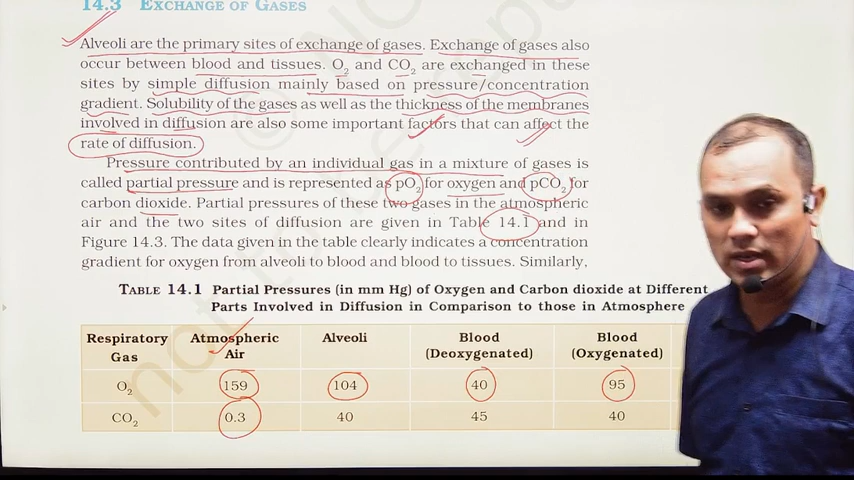 14.3 EXCHANGE OF GASES
Alveoli are the primary sites of exchange of gases. Exchange of gases also
occur between blood and tissues. O2 and CO2 are exchanged in these
sites by simple diffusion mainly based on pressure/concentration
gradient. Solubility of the gases as well as the thickness of the membranes
involved in diffusion are also some important factors that can affect the
rate of diffusion.
Pressure contributed by an individual gas in a mixture of gases is
called partial pressure and is represented as pO2 for oxygen and pCO2 for
carbon dioxide. Partial pressures of these two gases in the atmospheric
air and the two sites of diffusion are given in Table 14.1 and in
Figure 14.3. The data given in the table clearly indicates a concentration
gradient for oxygen from alveoli to blood and blood to tissues. Similarly,
TABLE 14.1 Partial Pressures (in mm Hg) of Oxygen and Carbon dioxide at Different
Parts Involved in Diffusion in Comparison to those in Atmosphere
Respiratory Gas Atmospheric Air Alveoli Blood (Deoxygenated) Blood (Oxygenated)
O2 159 104 40 95
CO2 0.3 40 45 40